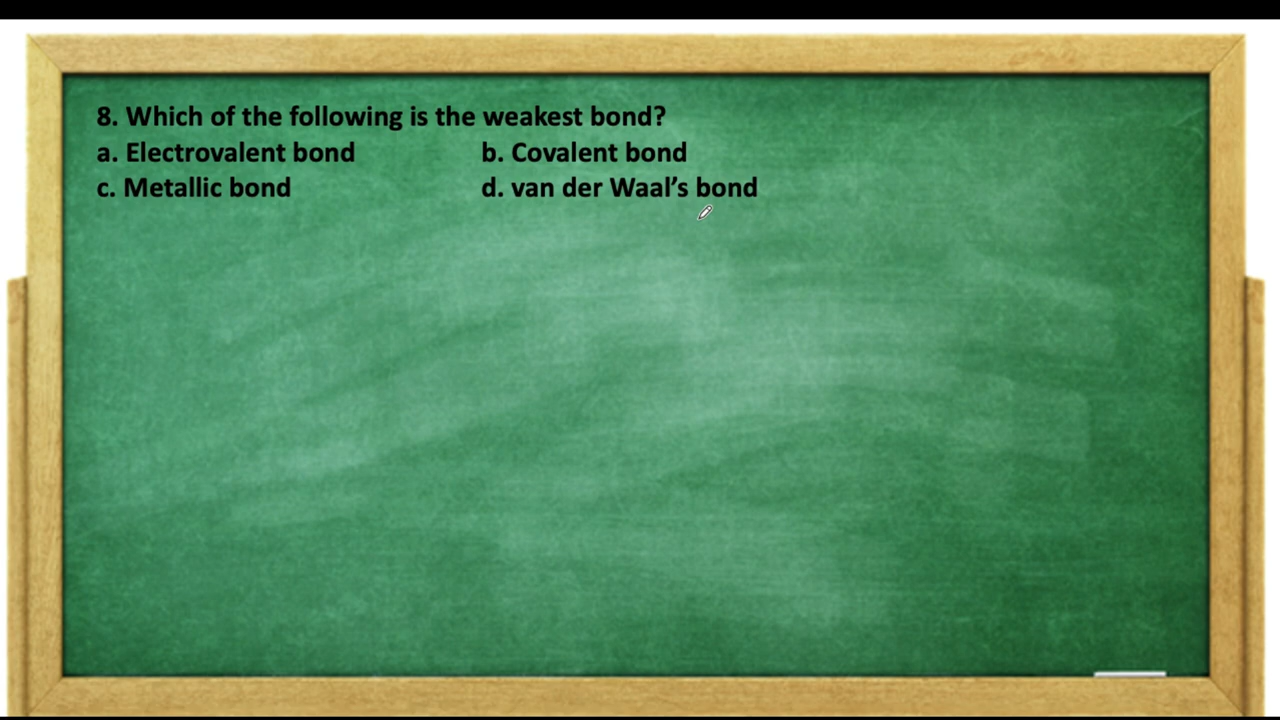 8. Which of the following is the weakest bond?
a. Electrovalent bond b. Covalent bond
c. Metallic bond d. van der Waal’s bond